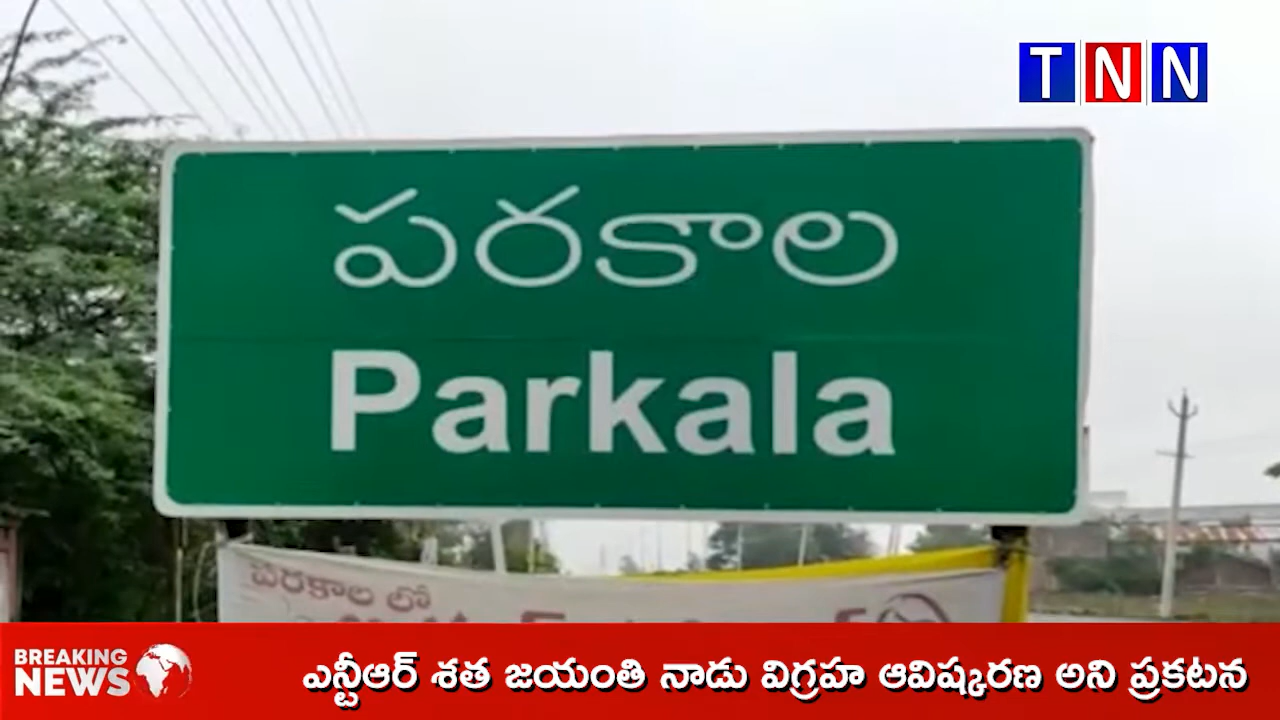 TNN
పరకాల
Parkala
పరకాల లో
BREAKING
NEWS
ఎన్టీఆర్ శత జయంతి నాడు విగ్రహ ఆవిష్కరణ అని ప్రకటన